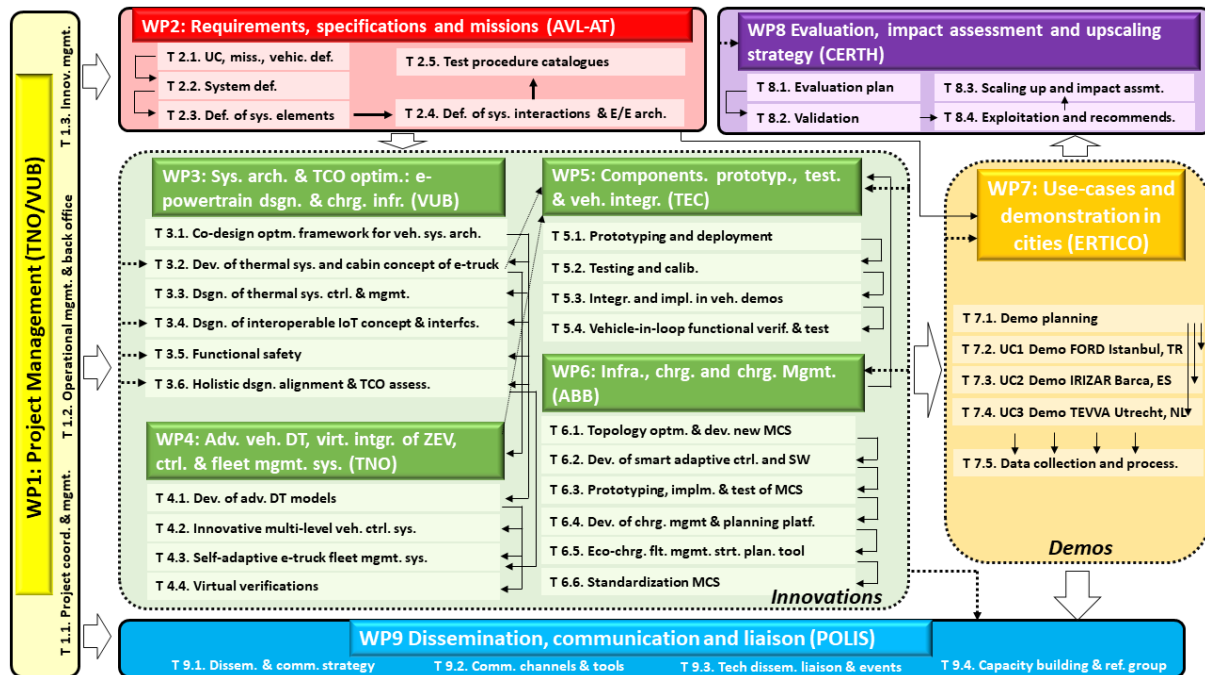 WP1: Project Management (TNO/VUB)
T 1.1. Project coord. & mgmt.
T 1.2. Operational mgmt. & back office
T 1.3. Innov. mgmt.
WP2: Requirements, specifications and missions (AVL-AT)
T 2.1. UC, miss., vehic. def.
T 2.2. System def.
T 2.3. Def. of sys. elements
T 2.5. Test procedure catalogues
T 2.4. Def. of sys. interactions & E/E arch.
WP8 Evaluation, impact assessment and upscaling
strategy (CERTH)
T 8.1. Evaluation plan
T 8.2. Validation
T 8.3. Scaling up and impact assmt.
T 8.4. Exploitation and recommends.
WP3: Sys. arch. & TCO optim.: e-
powertrain dsgn. & chrg. infr. (VUB)
T 3.1. Co-design optm. framework for veh. sys. arch.
T 3.2. Dev. of thermal sys. and cabin concept of e-truck
T 3.3. Dsgn. of thermal sys. ctrl. & mgmt.
T 3.4. Dsgn. of interoperable IoT concept & interfcs.
T 3.5. Functional safety
T 3.6. Holistic dsgn. alignment & TCO assess.
WP4: Adv. veh. DT, virt. intgr. of ZEV,
ctrl. & fleet mgmt. sys. (TNO)
T 4.1. Dev. of adv. DT models
T 4.2. Innovative multi-level veh. ctrl. sys.
T 4.3. Self-adaptive e-truck fleet mgmt. sys.
T 4.4. Virtual verifications
WP5: Components. prototyp., test.
& veh. integr. (TEC)
T 5.1. Prototyping and deployment
T 5.2. Testing and calib.
T 5.3. Integr. and impl. in veh. demos
T 5.4. Vehicle-in-loop functional verif. & test
WP6: Infra., chrg. and chrg. Mgmt.
(ABB)
T 6.1. Topology optm. & dev. new MCS
T 6.2. Dev. of smart adaptive ctrl. and SW
T 6.3. Prototyping, implm. & test of MCS
T 6.4. Dev. of chrg. mgmt & planning platf.
T 6.5. Eco-chrg. flt. mgmt. strt. plan. tool
T 6.6. Standardization MCS
Innovations
WP7: Use-cases and
demonstration in
cities (ERTICO)
T 7.1. Demo planning
T 7.2. UC1 Demo FORD Istanbul, TR
T 7.3. UC2 Demo IRIZAR Barca, ES
T 7.4. UC3 Demo TEVVA Utrecht, NL
T 7.5. Data collection and process.
Demos
WP9 Dissemination, communication and liaison (POLIS)
T 9.1. Dissem. & comm. strategy
T 9.2. Comm. channels & tools
T 9.3. Tech dissem. liaison & events
T 9.4. Capacity building & ref. group